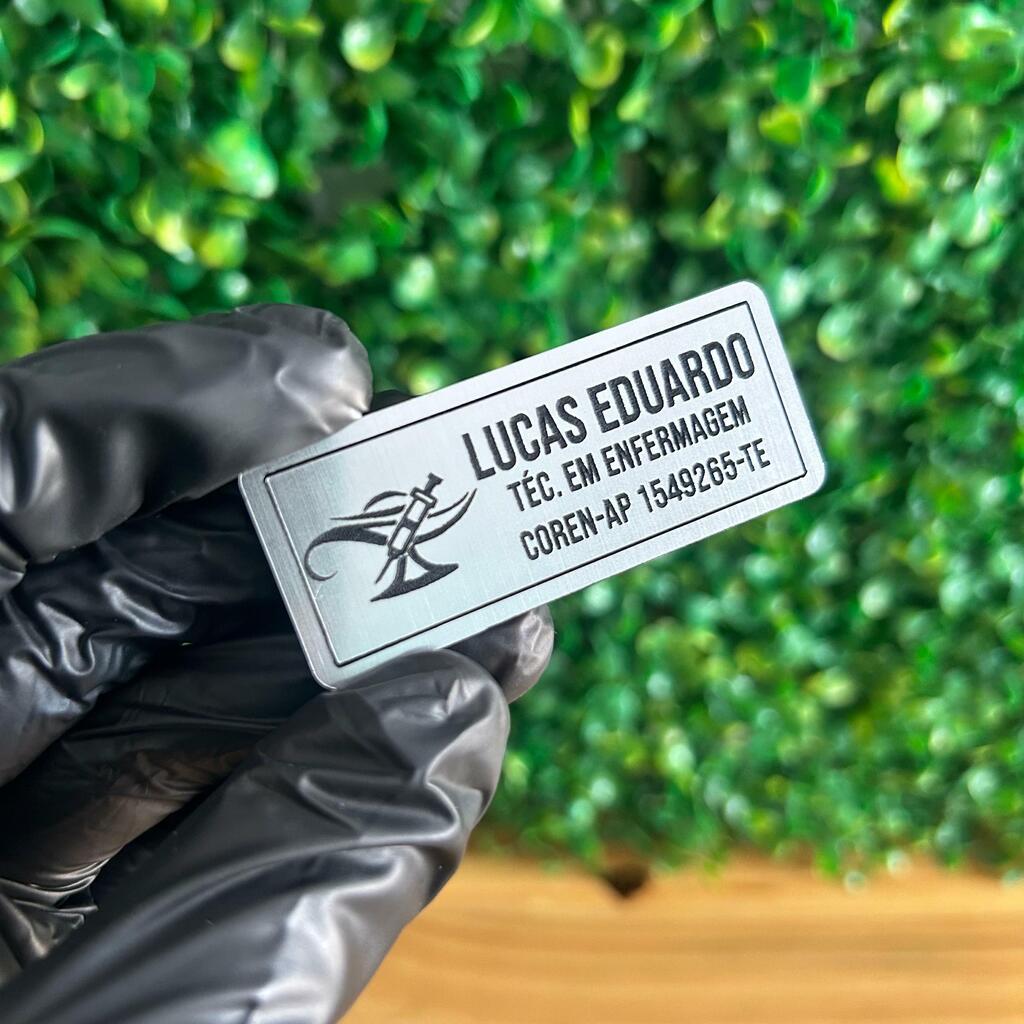 LUCAS EDUARDO
TÉC. EM ENFERMAGEM
COREN-AP 1549265-TE